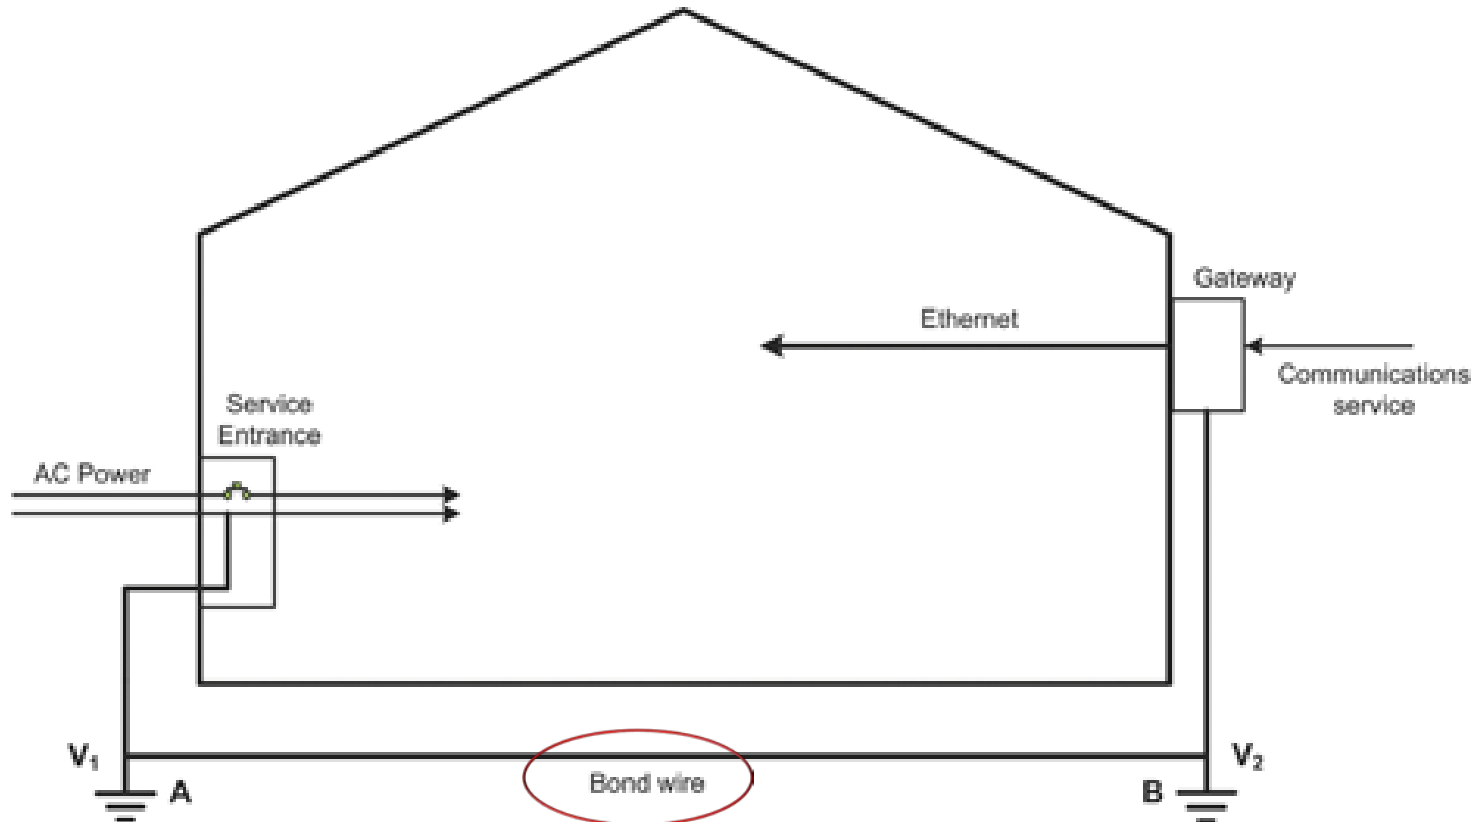 Gateway
Ethernet
Communications
service
Service
Entrance
AC Power
V₁
A
Bond wire
B
V₂